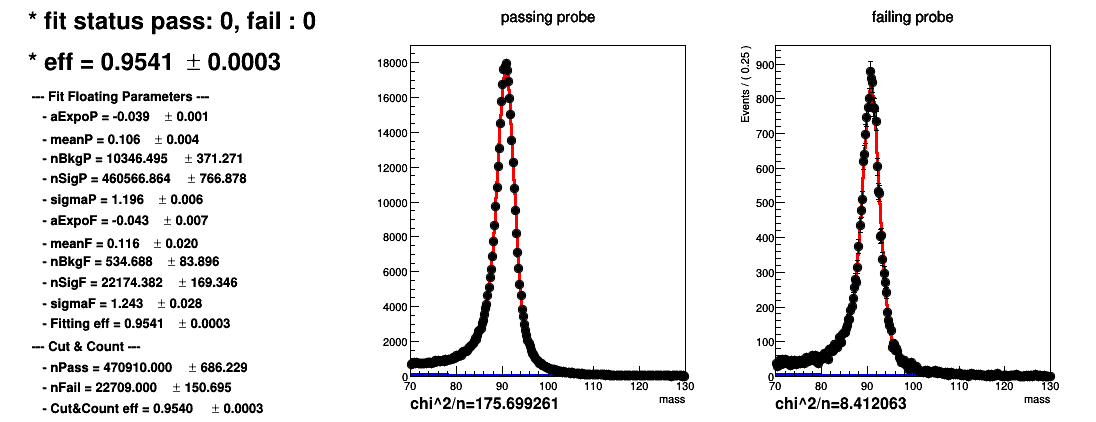 * fit status pass: 0, fail : 0
* eff = 0.9541 ± 0.0003
--- Fit Floating Parameters ---
- aExpoP = -0.039 ± 0.001
- meanP = 0.106 ± 0.004
- nBkgP = 10346.495 ± 371.271
- nSigP = 460566.864 ± 766.878
- sigmaP = 1.196 ± 0.006
- aExpoF = -0.043 ± 0.007
- meanF = 0.116 ± 0.020
- nBkgF = 534.688 ± 83.896
- nSigF = 22174.382 ± 169.346
- sigmaF = 1.243 ± 0.028
- Fitting eff = 0.9541 ± 0.0003
--- Cut & Count ---
- nPass = 470910.000 ± 686.229
- nFail = 22709.000 ± 150.695
- Cut&Count eff = 0.9540 ± 0.0003
passing probe
18000
16000
14000
12000
10000
8000
6000
4000
2000
0
70 80 90 100 110 120 130
mass
chi^2/n=175.699261
failing probe
Events / ( 0.25 )
900
800
700
600
500
400
300
200
100
0
70 80 90 100 110 120 130
mass
chi^2/n=8.412063